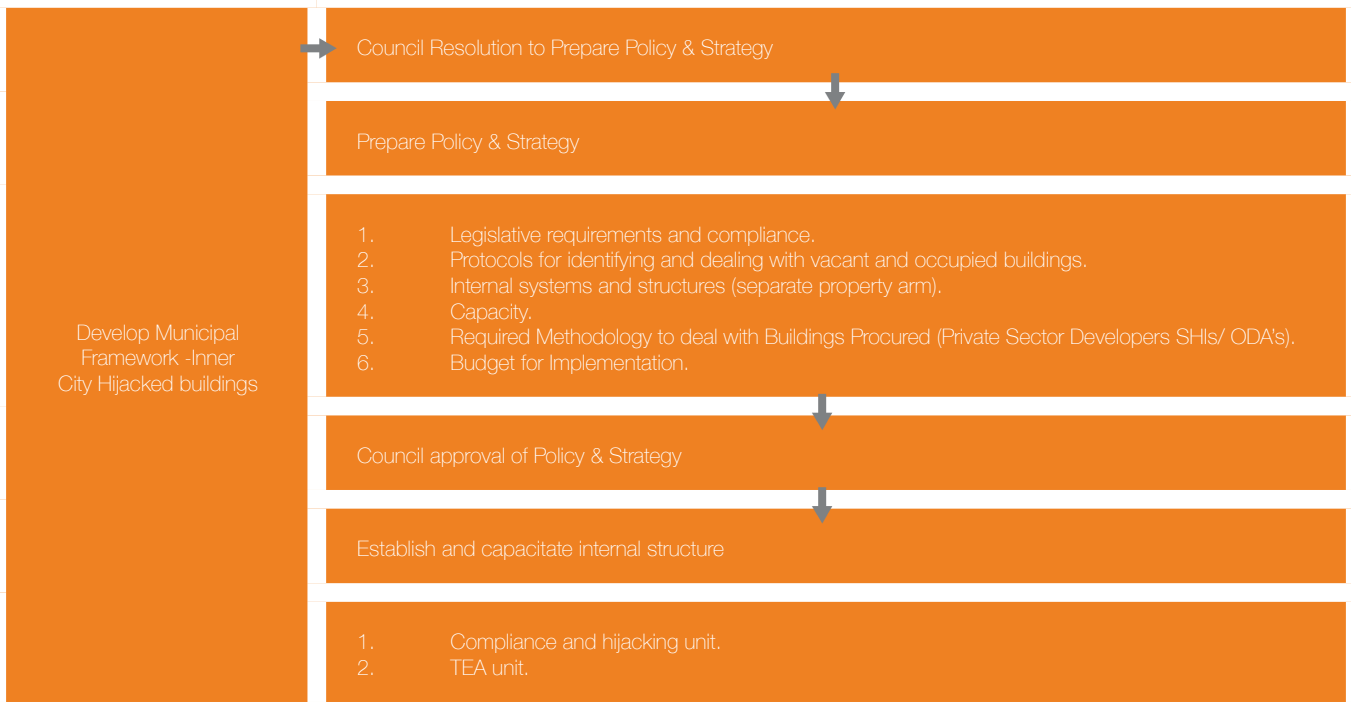 Develop Municipal
Framework -Inner
City Hijacked buildings
Council Resolution to Prepare Policy & Strategy
Prepare Policy & Strategy
1. Legislative requirements and compliance.
2. Protocols for identifying and dealing with vacant and occupied buildings.
3. Internal systems and structures (separate property arm).
4. Capacity.
5. Required Methodology to deal with Buildings Procured (Private Sector Developers SHIs/ ODA's).
6. Budget for Implementation.
Council approval of Policy & Strategy
Establish and capacitate internal structure
1. Compliance and hijacking unit.
2. TEA unit.